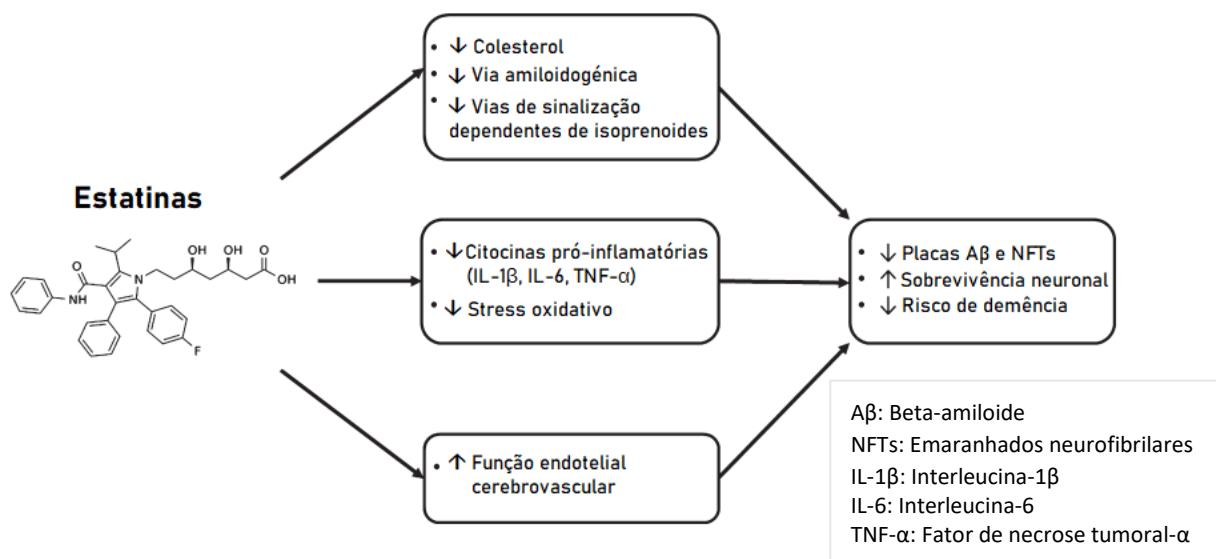 Estatinas
OH
OH
O
OH
O
N
NH
F
• ↓ Colesterol
• ↓ Via amiloidogénica
• ↓ Vias de sinalização
dependentes de isoprenoides
• ↓ Citocinas pró-inflamatórias
(IL-1β, IL-6, TNF-α)
• ↓ Stress oxidativo
• ↑ Função endotelial
cerebrovascular
• ↓ Placas Aβ e NFTs
• ↑ Sobrevivência neuronal
• ↓ Risco de demência
Aβ: Beta-amiloide
NFTs: Emaranhados neurofibrilares
IL-1β: Interleucina-1β
IL-6: Interleucina-6
TNF-α: Fator de necrose tumoral-α